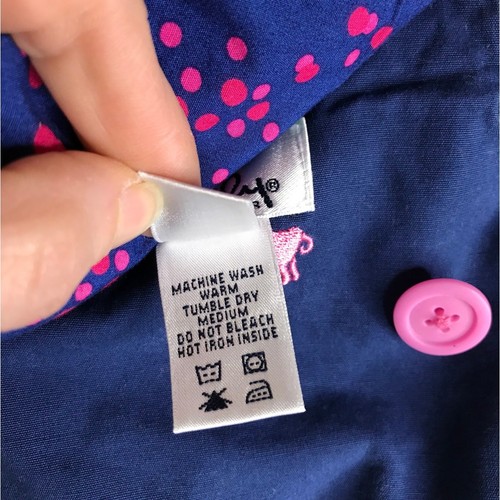 MACHINE WASH
WARM
TUMBLE DRY
MEDIUM
DO NOT BLEACH
HOT IRON INSIDE